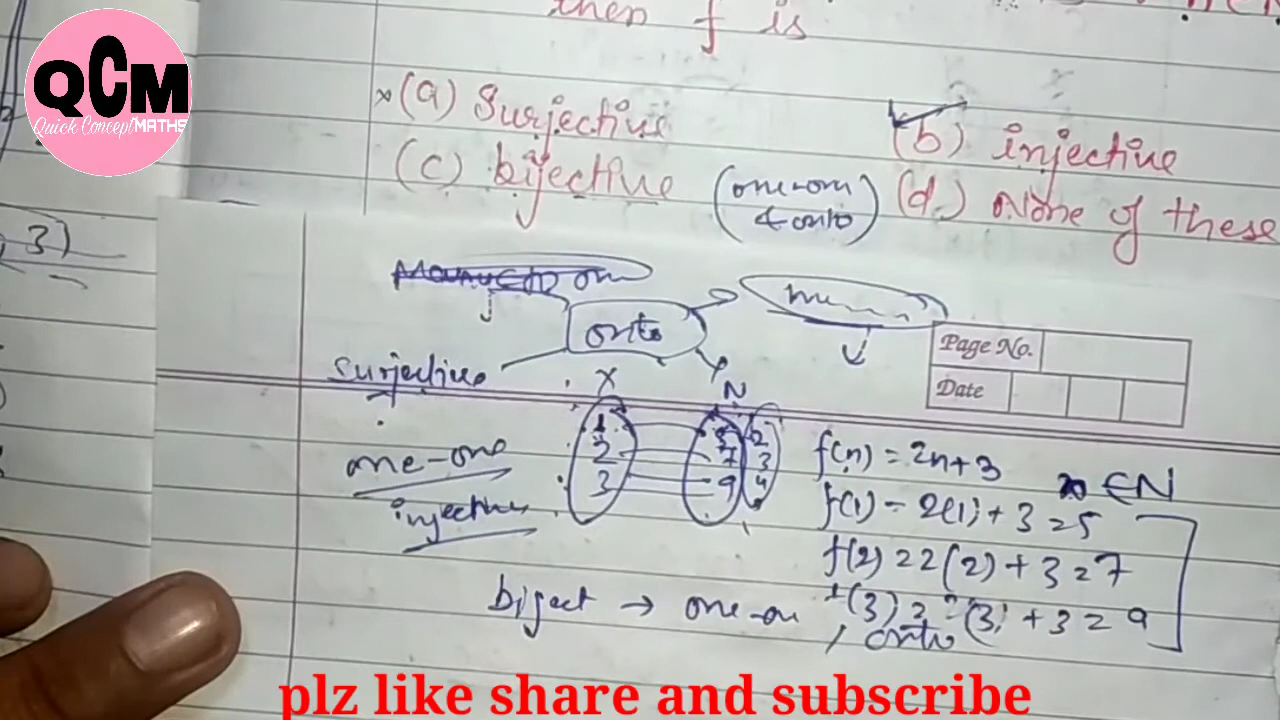 then f is
QCM
Quick Concept MATHS
(a) Surjective
(b) injective
(c) bijective
(one-one & onto)
(d) None of these
3)
onto
Page No.
Date
Surjective
X
N
1
2
3
5
7
9
2
3
4
one-one
injective
f(n) = 2n+3
∈N
f(1) = 2(1) + 3 = 5
f(2) = 2(2) + 3 = 7
f(3) = 2(3) + 3 = 9
biject → one-on
, onto
plz like share and subscribe